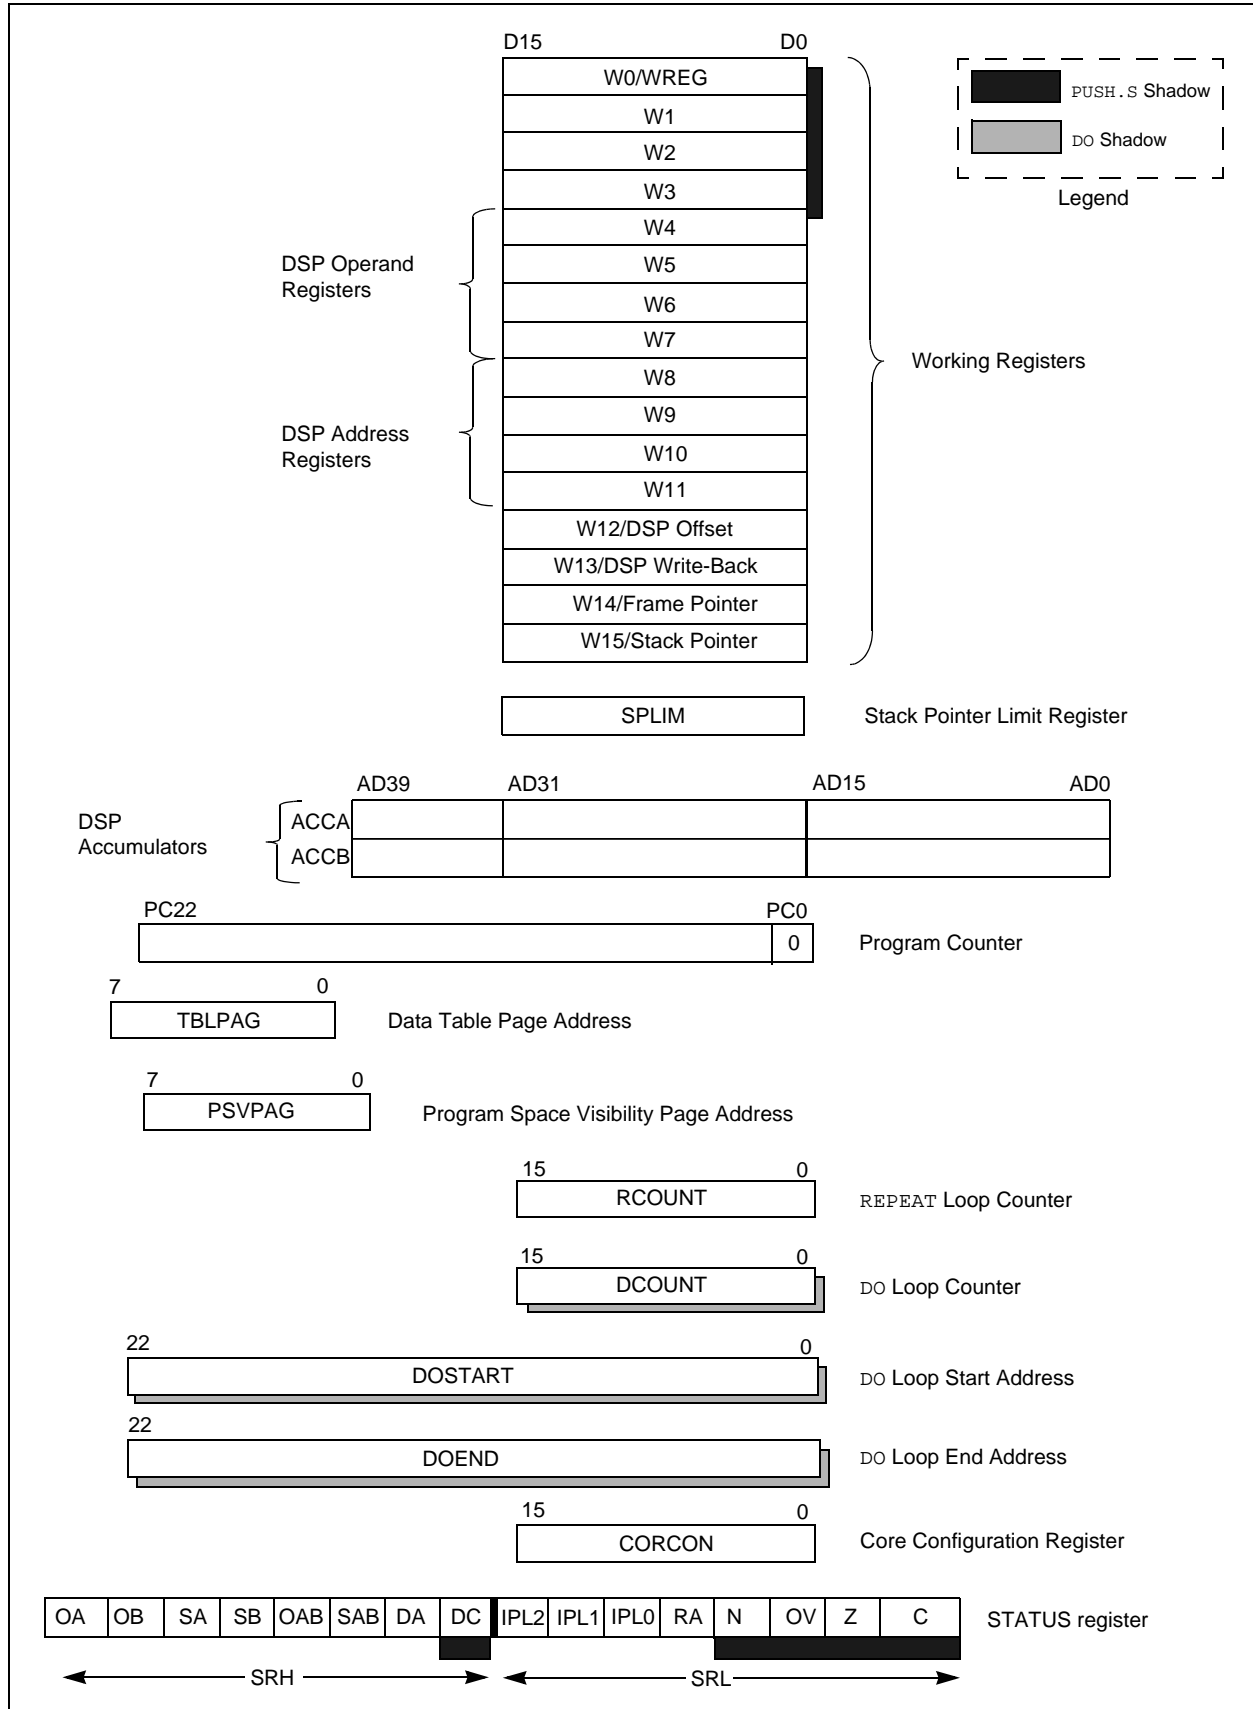 D15 D0
W0/WREG
PUSH.S Shadow
W1
DO Shadow
W2
W3
Legend
W4
DSP Operand
Registers
W5
W6
W7
Working Registers
W8
W9
DSP Address
Registers
W10
W11
W12/DSP Offset
W13/DSP Write-Back
W14/Frame Pointer
W15/Stack Pointer
SPLIM Stack Pointer Limit Register
AD39 AD31 AD15 AD0
DSP
Accumulators
ACCA
ACCB
PC22 PC0
0 Program Counter
7 0
TBLPAG Data Table Page Address
7 0
PSVPAG Program Space Visibility Page Address
15 0
RCOUNT REPEAT Loop Counter
15 0
DCOUNT DO Loop Counter
22 0
DOSTART DO Loop Start Address
22
DOEND DO Loop End Address
15 0
CORCON Core Configuration Register
OA OB SA SB OAB SAB DA DC IPL2 IPL1 IPL0 RA N OV Z C STATUS register
SRH SRL